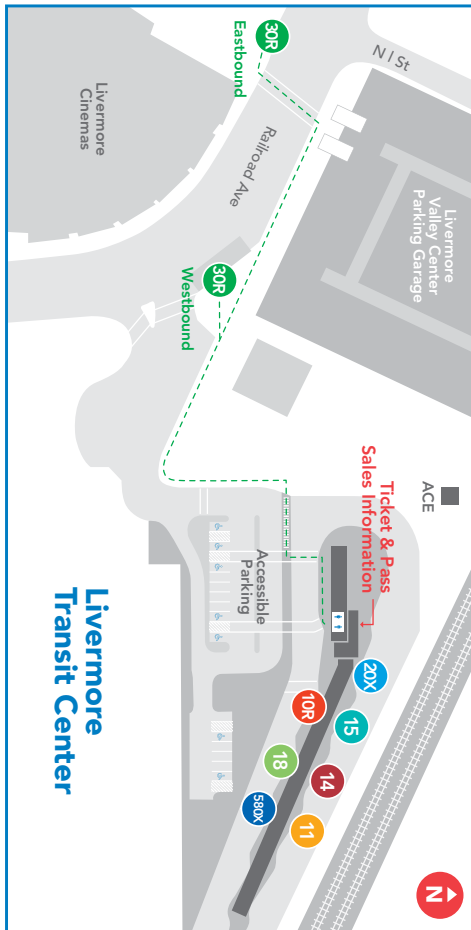 30R
Eastbound
N I St
Livermore
Cinemas
Railroad Ave
Livermore
Valley Center
Parking Garage
30R
Westbound
ACE
Ticket & Pass
Sales Information
Accessible
Parking
20X
15
10R
14
18
11
580X
Livermore
Transit Center
N